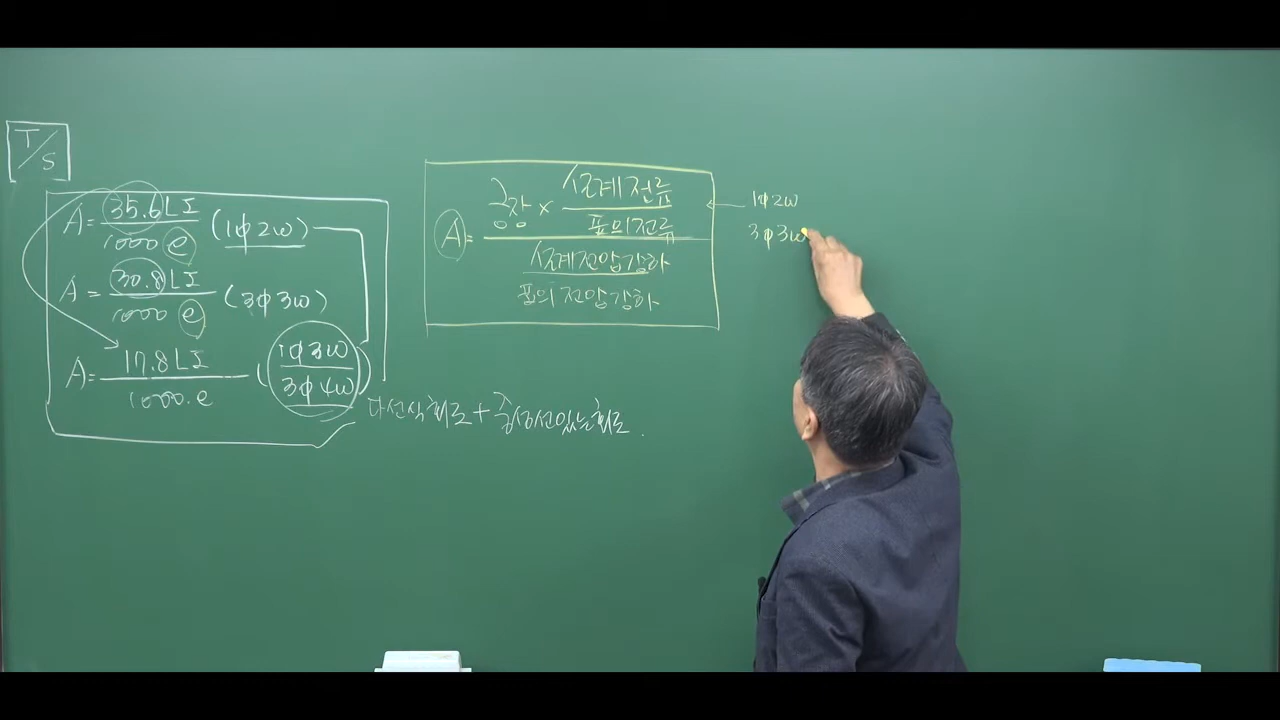 T/S
A = 35.6LI / 1000e (1φ2w)
A = 30.8LI / 1000e (3φ3w)
A = 17.8LI / 1000.e (1φ3w / 3φ4w)
다선식회로 + 중성선있는회로.
A = 긍장 × 설계전류 / 표의전류
설계전압강하
표의전압강하
1φ2w
3φ3w